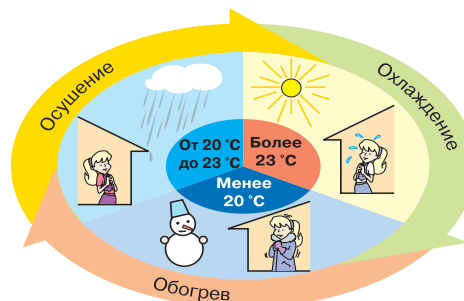 Осушение
Охлаждение
От 20 °C
до 23 °C
Более
23 °C
Менее
20 °C
Обогрев